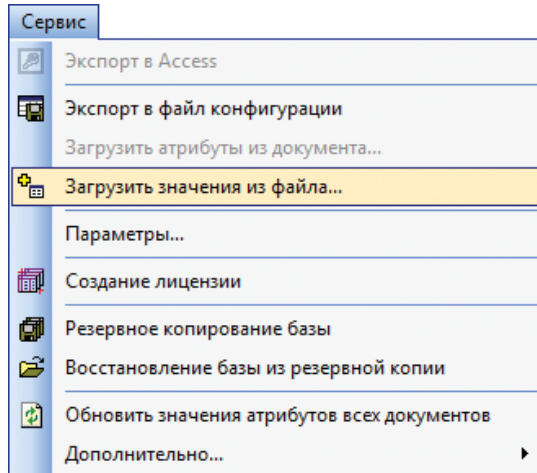 Сервис
Экспорт в Access
Экспорт в файл конфигурации
Загрузить атрибуты из документа...
Загрузить значения из файла...
Параметры...
Создание лицензии
Резервное копирование базы
Восстановление базы из резервной копии
Обновить значения атрибутов всех документов
Дополнительно...